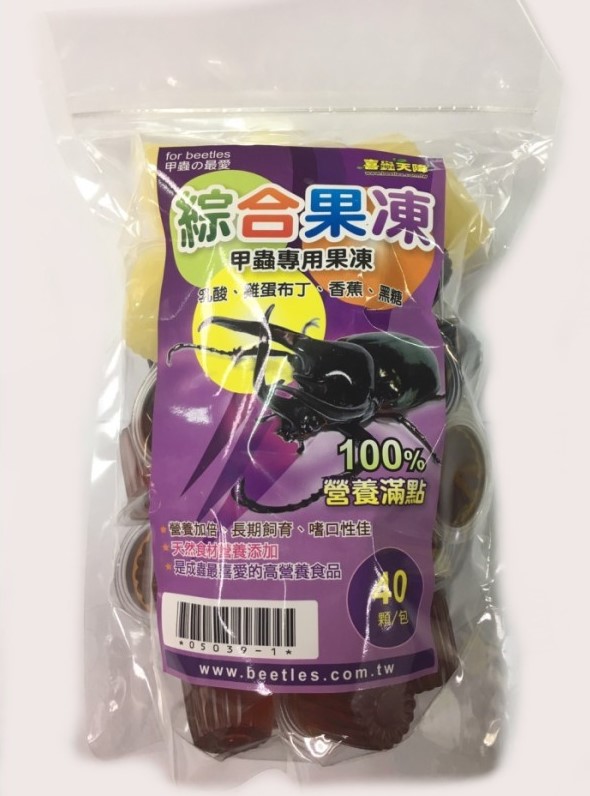 for beetles
甲蟲の最愛
喜蟲天降
綜合果凍
甲蟲專用果凍
乳酸、雞蛋布丁、香蕉、黑糖
100%
營養滿點
營養加倍、長期飼育、嗜口性佳
天然食材營養添加
是成蟲最喜愛的高營養食品
40
顆/包
*05039-1*
www.beetles.com.tw